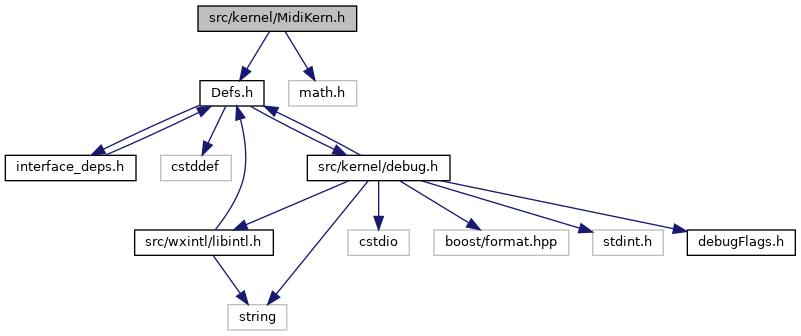 src/kernel/MidiKern.h
Defs.h
math.h
interface_deps.h
cstddef
src/kernel/debug.h
src/wxintl/libintl.h
cstdio
boost/format.hpp
stdint.h
debugFlags.h
string